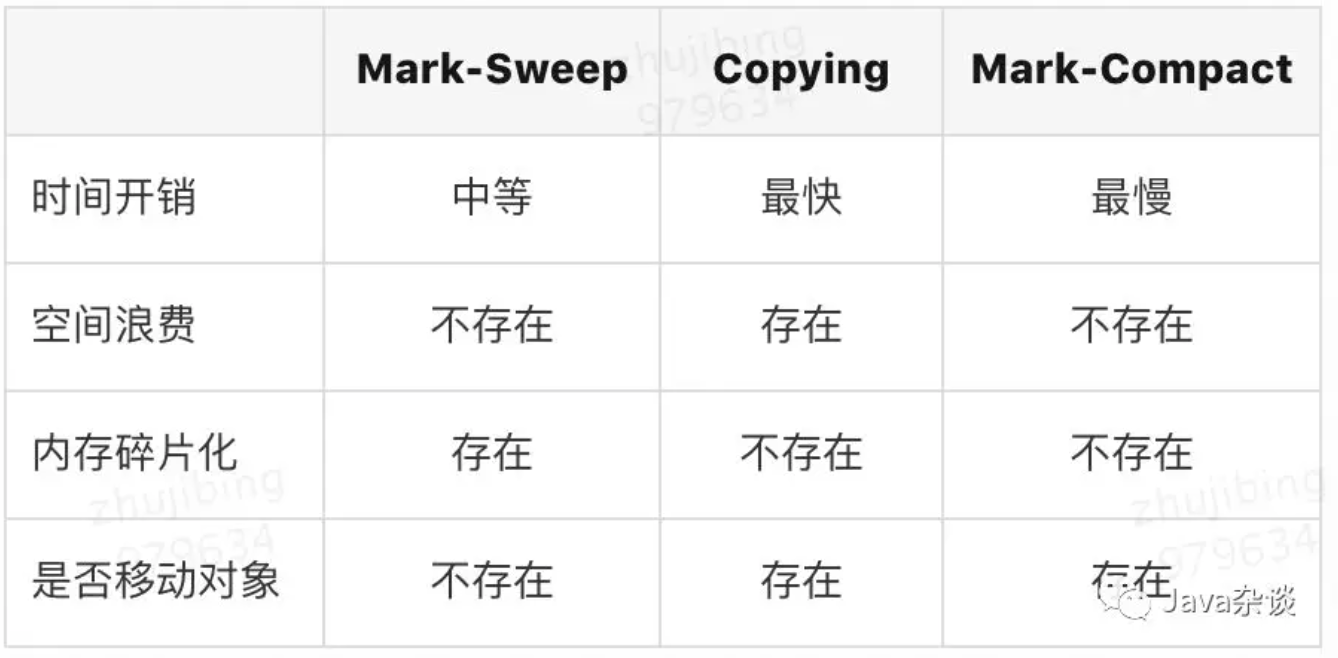 zhujibing
979634
Mark-Sweep Copying Mark-Compact
时间开销 中等 最快 最慢
空间浪费 不存在 存在 不存在
内存碎片化 存在 不存在 不存在
zhujibing zhujibing
979634 979634
是否移动对象 不存在 存在 存在
Java杂谈